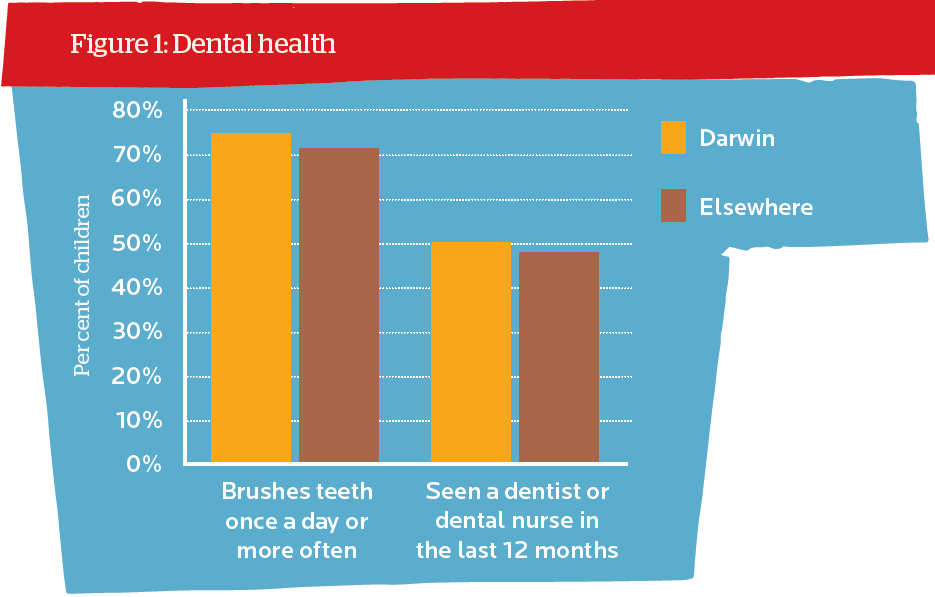 Figure 1: Dental health
80%
70%
60%
50%
40%
30%
20%
10%
0%
Per cent of children
Brushes teeth
once a day or
more often
Seen a dentist or
dental nurse in
the last 12 months
Darwin
Elsewhere